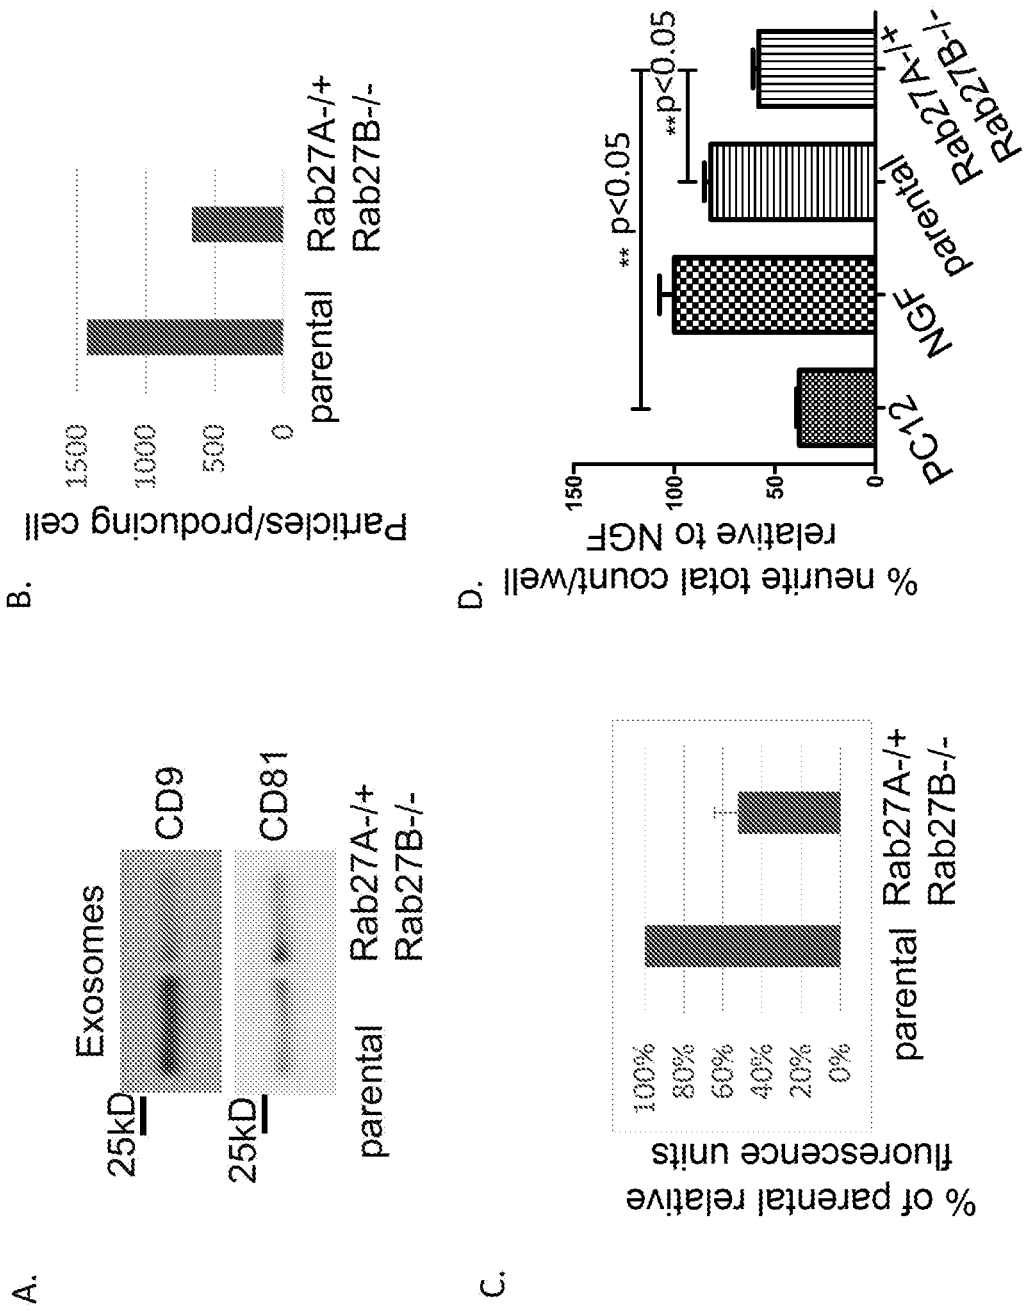 A.
Exosomes
25kD
CD9
25kD
CD81
parental
Rab27A-/+
Rab27B-/-
B.
Particles/producing cell
1500
1000
500
0
parental
Rab27A-/+
Rab27B-/-
C.
% of parental relative
fluorescence units
100%
80%
60%
40%
20%
0%
parental
Rab27A-/+
Rab27B-/-
D.
% neurite total count/well
relative to NGF
150
100
50
0
** p<0.05
**p<0.05
PC12
NGF
parental
Rab27A-/+
Rab27B-/-